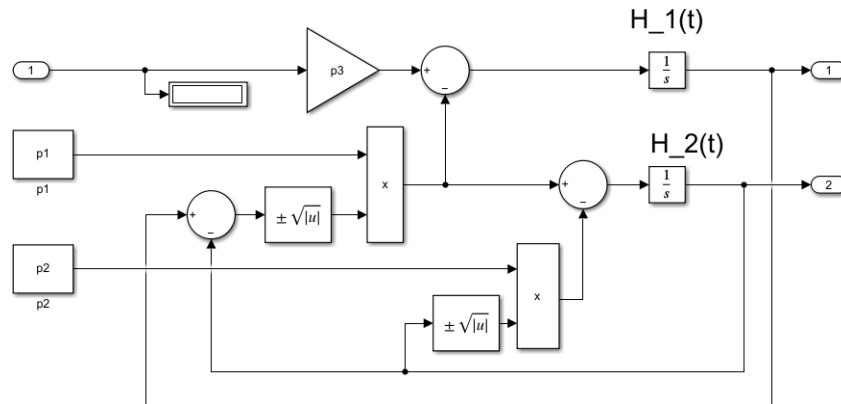 H_1(t)
1
p3
+
−
1
s
1
p1
p1
x
H_2(t)
+
−
1
s
2
+
−
± √|u|
p2
p2
x
± √|u|